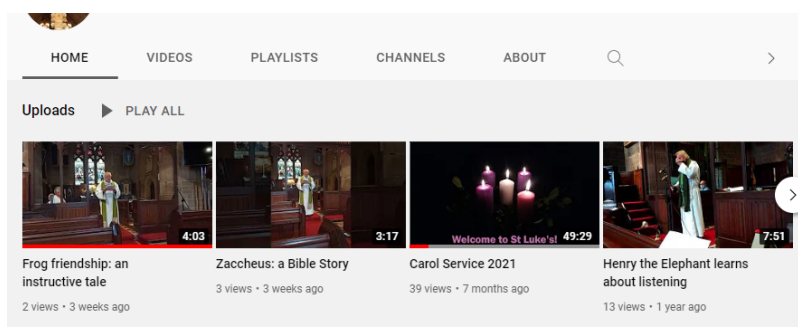 HOME VIDEOS PLAYLISTS CHANNELS ABOUT
Uploads PLAY ALL
4:03
3:17
Welcome to St Luke's! 49:29
7:51
Frog friendship: an
instructive tale
2 views • 3 weeks ago
Zaccheus: a Bible Story
3 views • 3 weeks ago
Carol Service 2021
39 views • 7 months ago
Henry the Elephant learns
about listening
13 views • 1 year ago